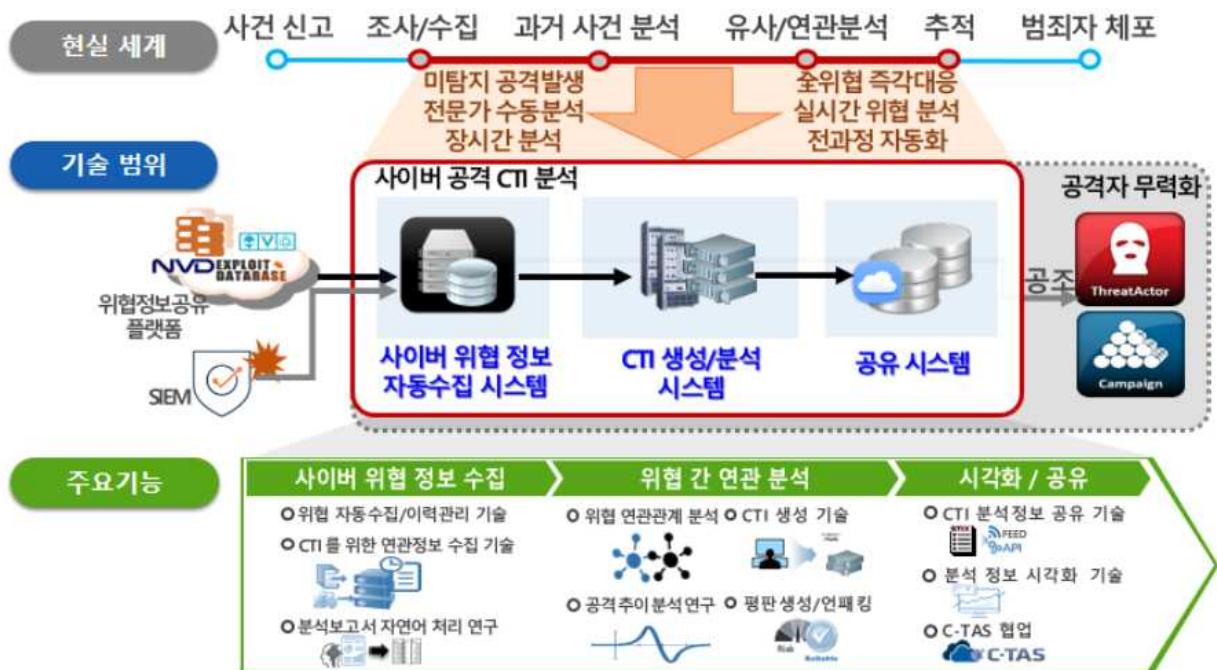 현실 세계
사건 신고
조사/수집
과거 사건 분석
유사/연관분석
추적
범죄자 체포
미탐지 공격발생
전문가 수동분석
장시간 분석
全위협 즉각대응
실시간 위협 분석
전과정 자동화
기술 범위
사이버 공격 CTI 분석
공격자 무력화
NVD EXPLOIT
DATABASE
위협정보공유
플랫폼
SIEM
사이버 위협 정보
자동수집 시스템
CTI 생성/분석
시스템
공유 시스템
공조
ThreatActor
Campaign
주요기능
사이버 위협 정보 수집
위협 간 연관 분석
시각화 / 공유
위협 자동수집/이력관리 기술
CTI 를 위한 연관정보 수집 기술
분석보고서 자연어 처리 연구
위협 연관관계 분석
CTI 생성 기술
공격추이분석연구
평판생성/언패킹
Risk
Reliable
CTI 분석정보 공유 기술
STIX
FEED
API
분석 정보 시각화 기술
C-TAS 협업
C-TAS